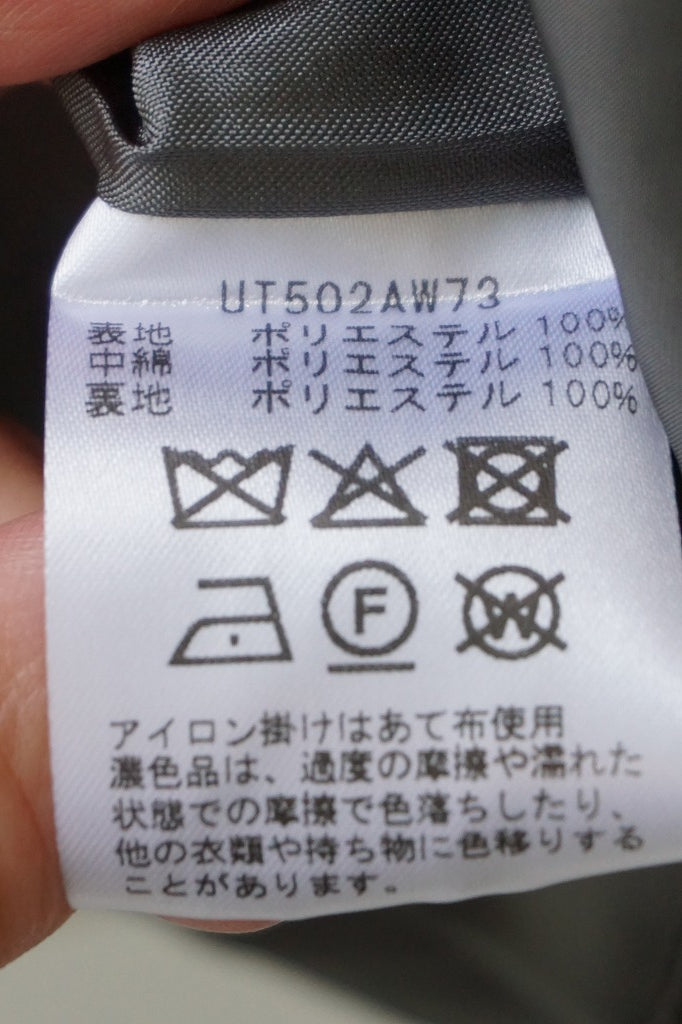 UT502AW73
表地 ポリエステル 100%
中綿 ポリエステル 100%
裏地 ポリエステル 100%
F W
アイロン掛けはあて布使用
濃色品は、過度の摩擦や濡れた
状態での摩擦で色落ちしたり、
他の衣類や持ち物に色移りする
ことがあります。